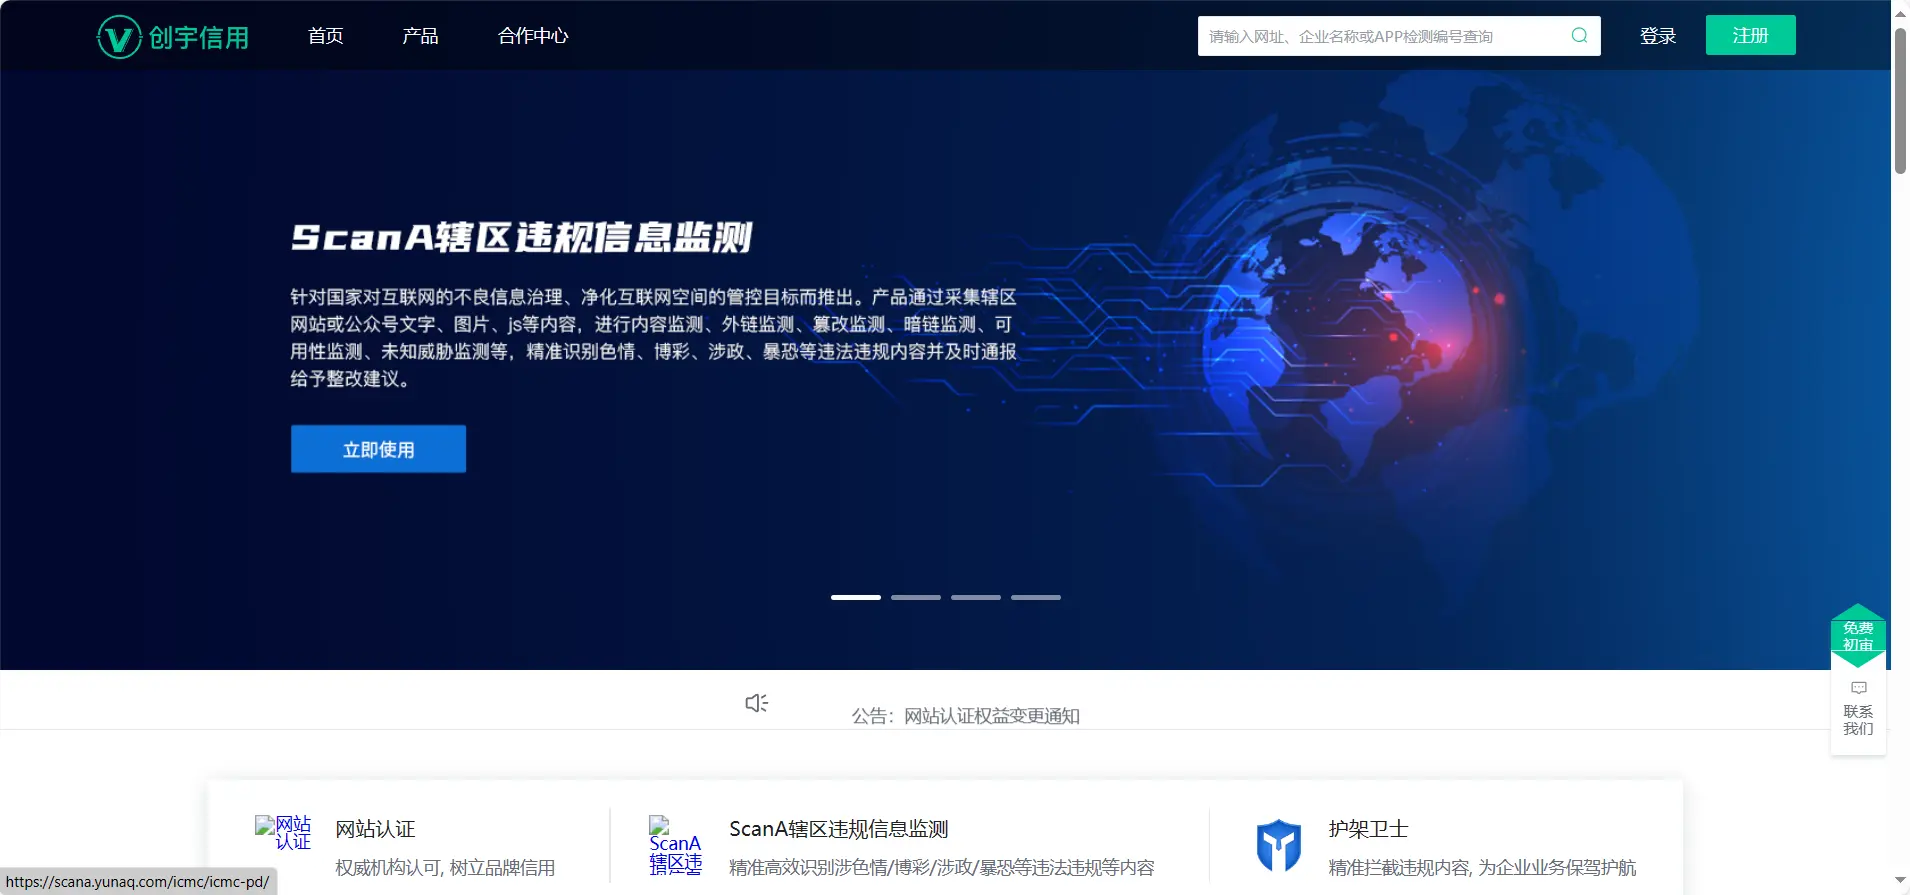 创宇信用
首页
产品
合作中心
请输入网址、企业名称或APP检测编号查询
登录
注册
ScanA辖区违规信息监测
针对国家对互联网的不良信息治理、净化互联网空间的管控目标而推出。产品通过采集辖区
网站或公众号文字、图片、js等内容，进行内容监测、外链监测、篡改监测、暗链监测、可
用性监测、未知威胁监测等，精准识别色情、博彩、涉政、暴恐等违法违规内容并及时通报
给予整改建议。
立即使用
免费
初审
联系
我们
公告：网站认证权益变更通知
网站
认证
网站认证
权威机构认可, 树立品牌信用
ScanA
辖区违
ScanA辖区违规信息监测
精准高效识别涉色情/博彩/涉政/暴恐等违法违规等内容
护架卫士
精准拦截违规内容, 为企业业务保驾护航
https://scana.yunaq.com/icmc/icmc-pd/